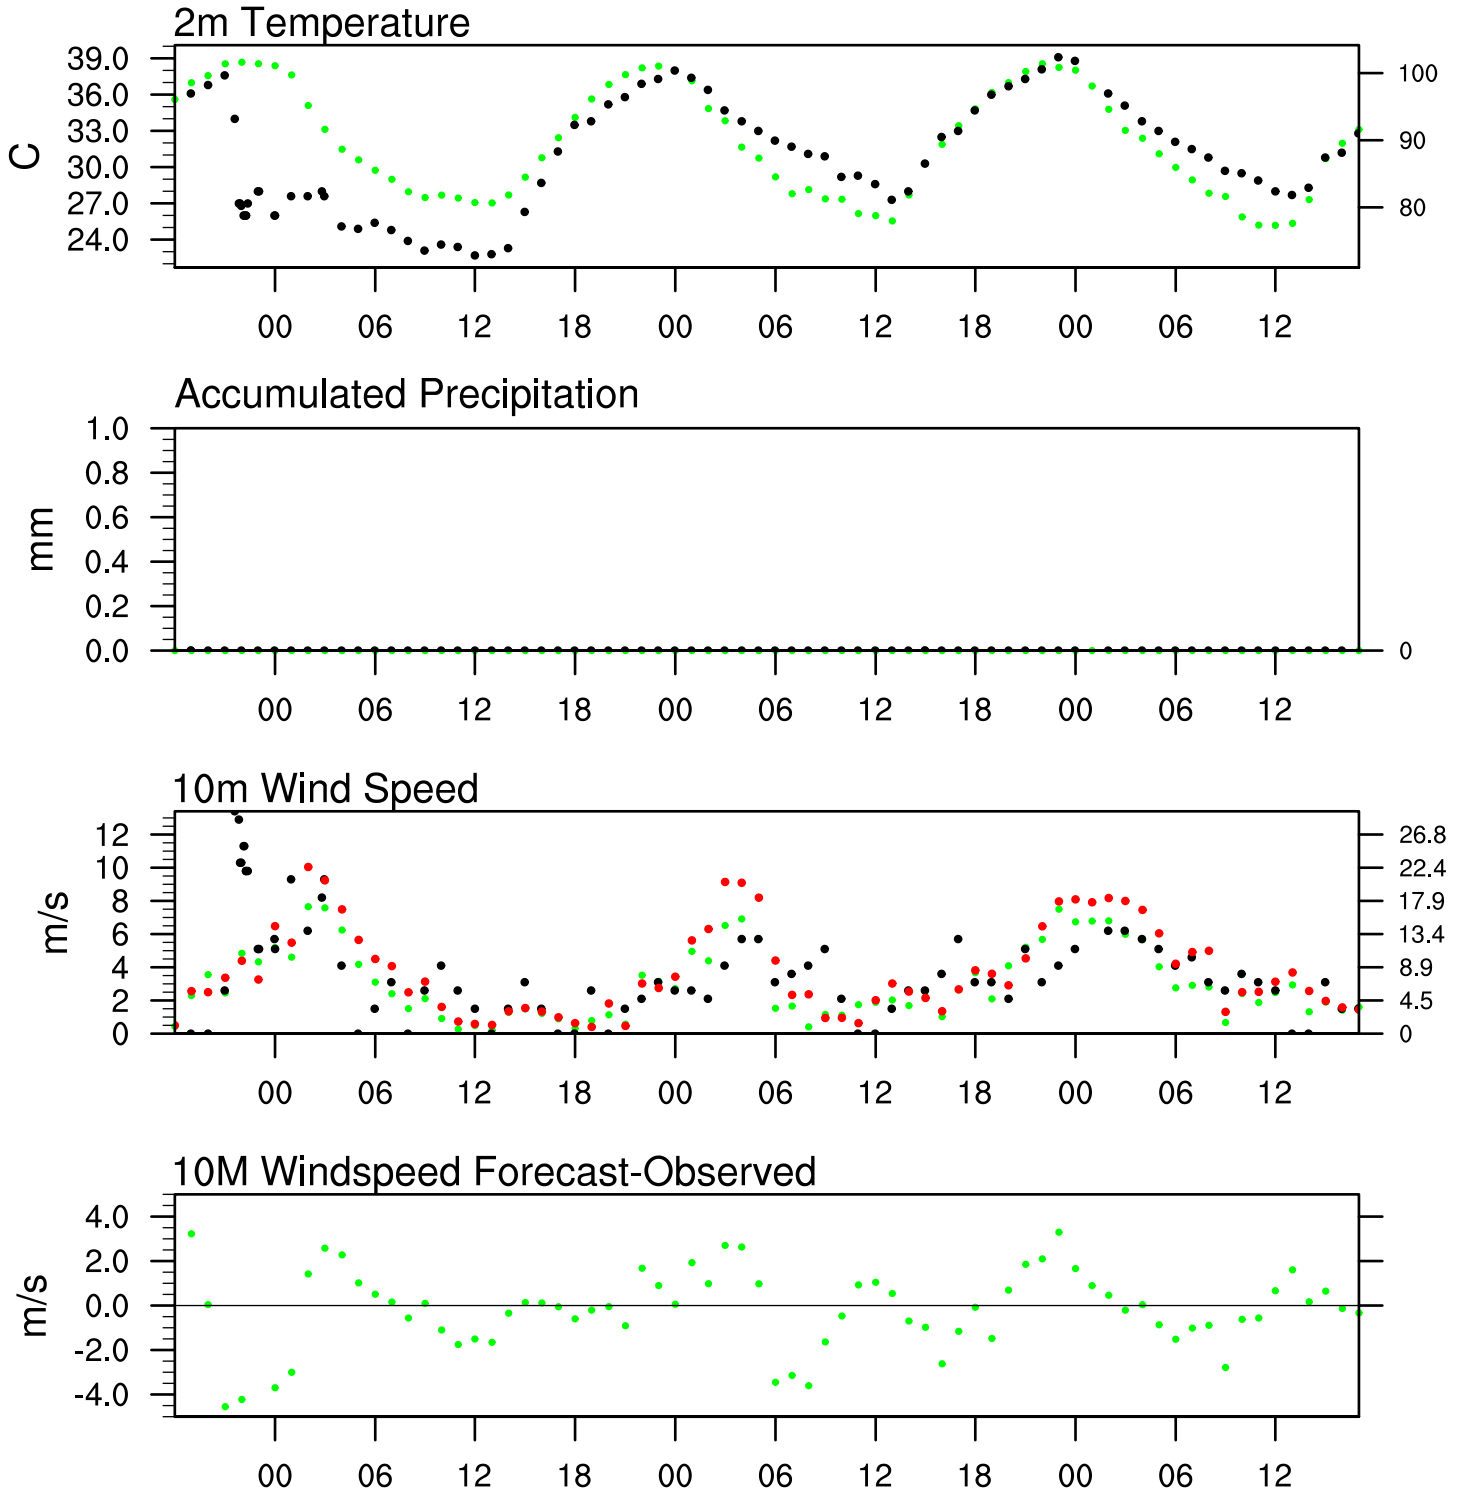 2m Temperature
39.0
36.0
33.0
30.0
27.0
24.0
C
100
90
80
00 06 12 18 00 06 12 18 00 06 12
Accumulated Precipitation
1.0
0.8
0.6
0.4
0.2
0.0
mm
0
00 06 12 18 00 06 12 18 00 06 12
10m Wind Speed
12
10
8
6
4
2
0
m/s
26.8
22.4
17.9
13.4
8.9
4.5
0
00 06 12 18 00 06 12 18 00 06 12
10M Windspeed Forecast-Observed
4.0
2.0
0.0
-2.0
-4.0
m/s
00 06 12 18 00 06 12 18 00 06 12